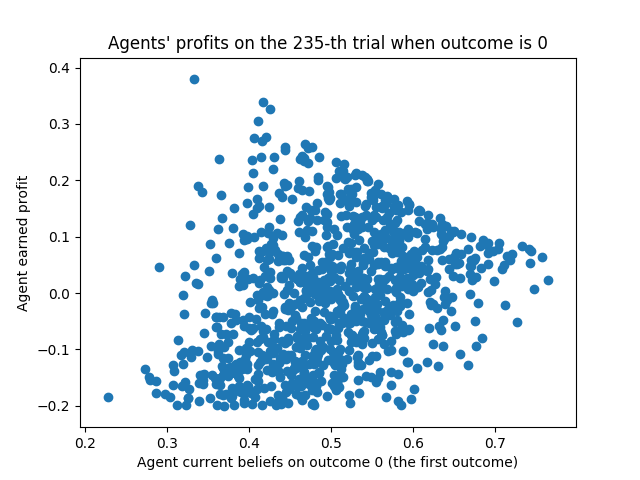 Agents' profits on the 235-th trial when outcome is 0
0.4
0.3
0.2
0.1
0.0
−0.1
−0.2
Agent earned profit
0.2 0.3 0.4 0.5 0.6 0.7
Agent current beliefs on outcome 0 (the first outcome)